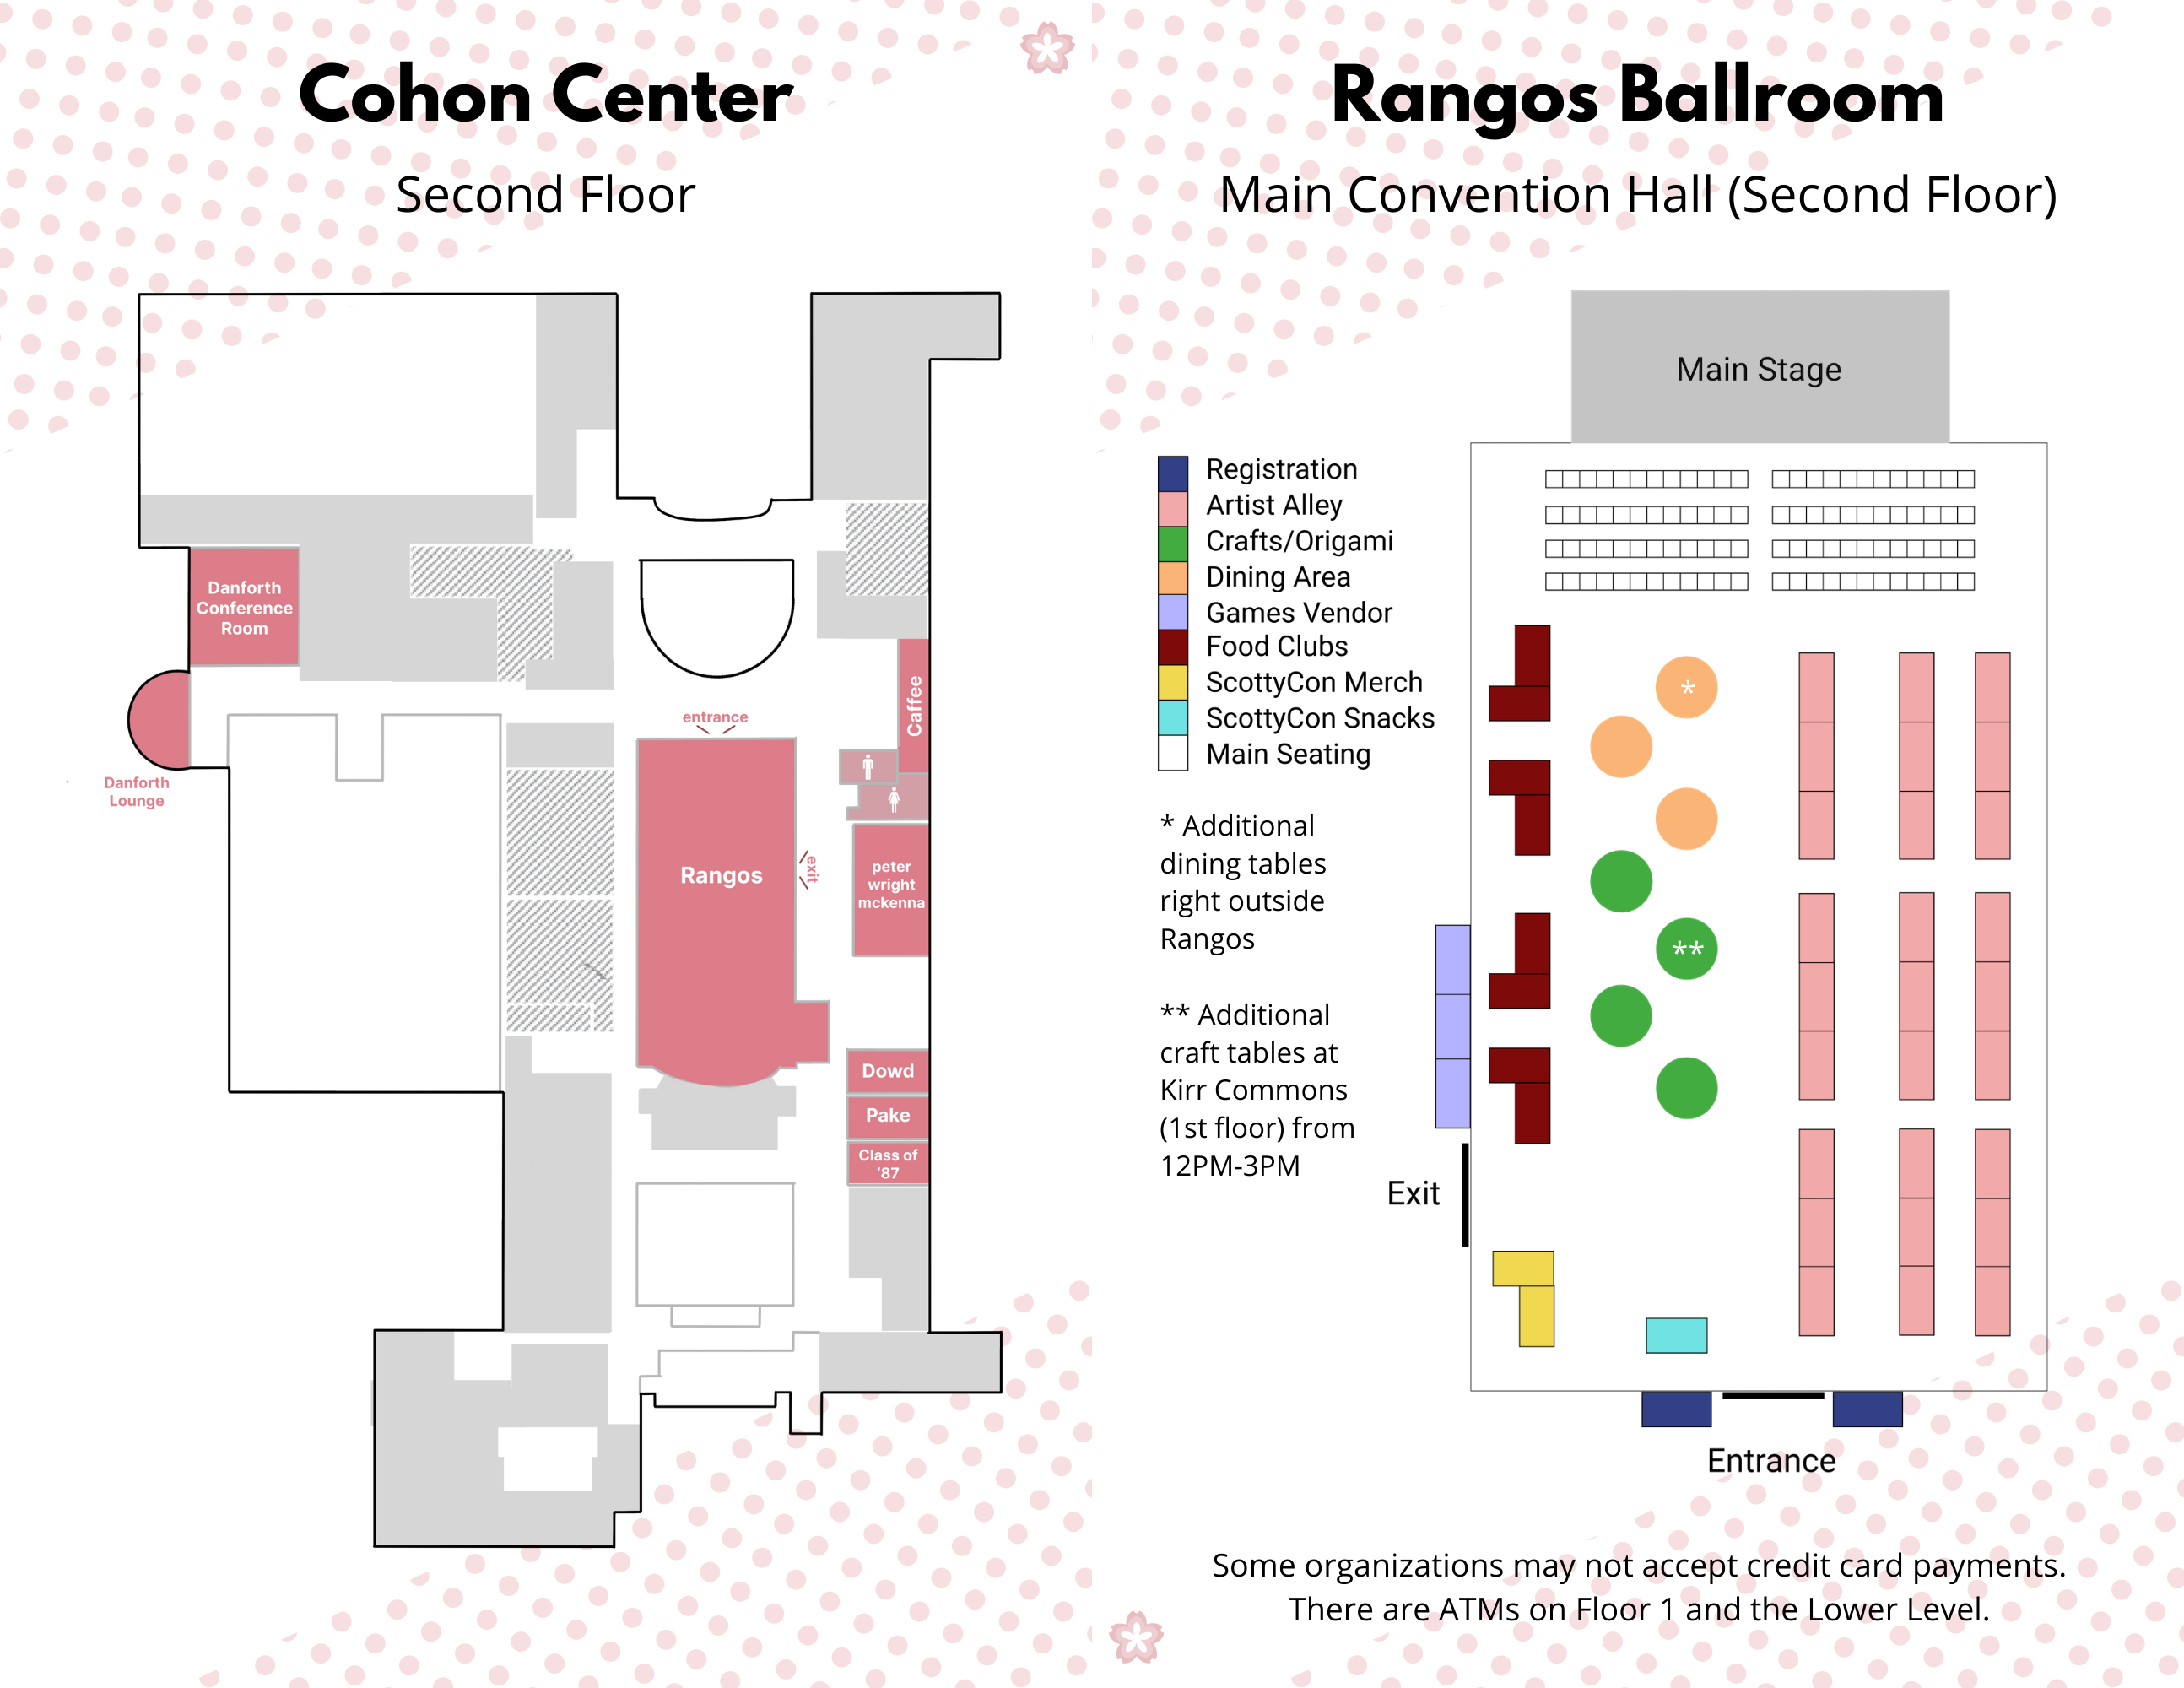 Cohon Center
Second Floor
Danforth
Conference
Room
Danforth
Lounge
entrance
Caffee
Rangos
exit
peter
wright
mckenna
Dowd
Pake
Class of
‘87
Rangos Ballroom
Main Convention Hall (Second Floor)
Main Stage
Registration
Artist Alley
Crafts/Origami
Dining Area
Games Vendor
Food Clubs
ScottyCon Merch
ScottyCon Snacks
Main Seating
* Additional
dining tables
right outside
Rangos
** Additional
craft tables at
Kirr Commons
(1st floor) from
12PM-3PM
*
**
Exit
Entrance
Some organizations may not accept credit card payments.
There are ATMs on Floor 1 and the Lower Level.